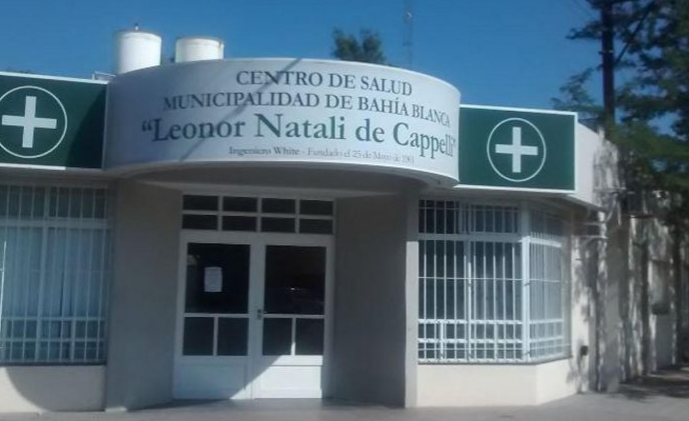 CENTRO DE SALUD
MUNICIPALIDAD DE BAHÍA BLANCA
"Leonor Natali de Cappelli"
Ingeniero White - Fundado el 25 de Mayo de